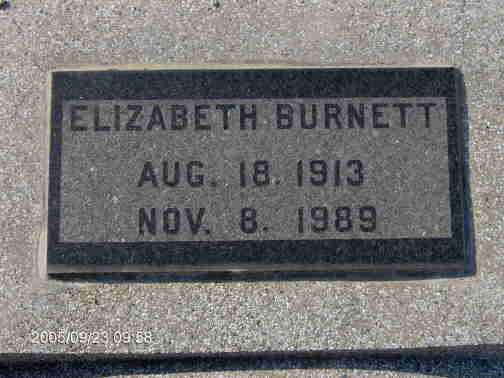 ELIZABETH BURNETT
AUG. 18. 1913
NOV. 8. 1989
2005/09/23 09:58